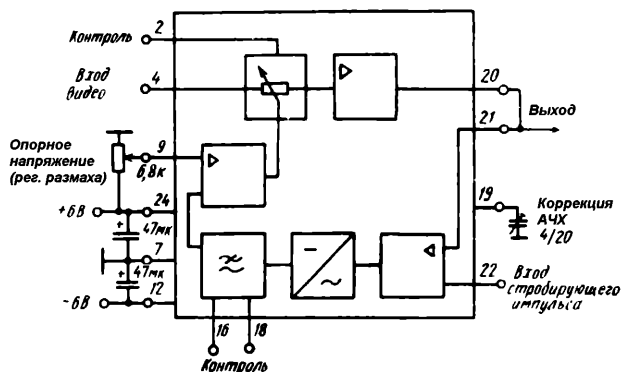 Контроль
2
Вход
видео
4
20
21
Выход
Опорное
напряжение
(рег. размаха)
9
6,8к
+6В
24
47мк
7
47мк
-6В
12
19
Коррекция
АЧХ
4/20
22
Вход
стробирующего
импульса
16
18
Контроль